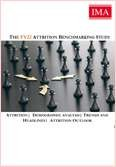 IMA
THE FY22 ATTRITION BENCHMARKING STUDY
ATTRITION | DEMOGRAPHIC ANALYSIS | TRENDS AND
HEADLINES | ATTRITION OUTLOOK